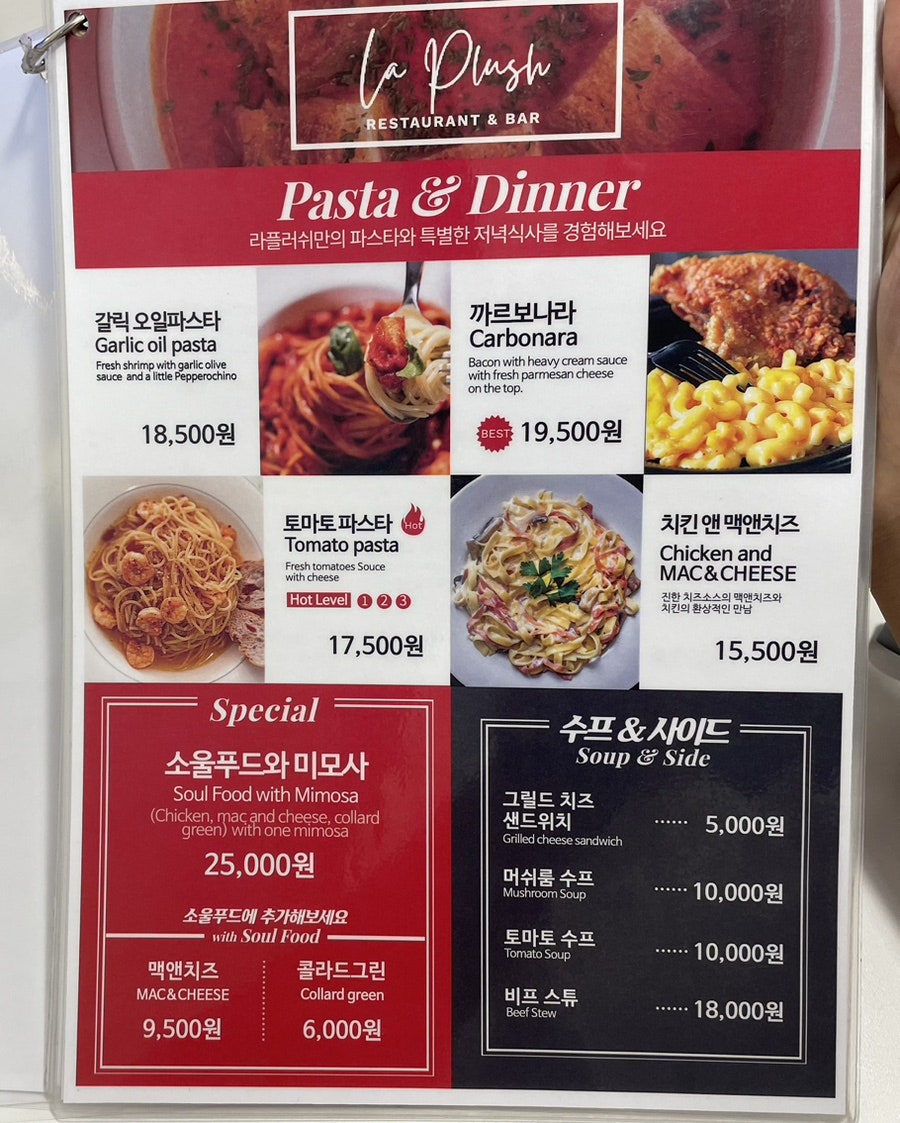 La Plush
RESTAURANT & BAR
Pasta & Dinner
라플러쉬만의 파스타와 특별한 저녁식사를 경험해보세요
갈릭 오일파스타
Garlic oil pasta
Fresh shrimp with garlic olive
sauce and a little Pepperochino
18,500원
까르보나라
Carbonara
Bacon with heavy cream sauce
with fresh parmesan cheese
on the top.
BEST 19,500원
토마토 파스타 Hot
Tomato pasta
Fresh tomatoes Souce
with cheese
Hot Level 1 2 3
17,500원
치킨 앤 맥앤치즈
Chicken and
MAC&CHEESE
진한 치즈소스의 맥앤치즈와
치킨의 환상적인 만남
15,500원
Special
소울푸드와 미모사
Soul Food with Mimosa
(Chicken, mac and cheese, collard
green) with one mimosa
25,000원
소울푸드에 추가해보세요
with Soul Food
맥앤치즈
MAC&CHEESE
9,500원
콜라드그린
Collard green
6,000원
수프 & 사이드
Soup & Side
그릴드 치즈
샌드위치 ...... 5,000원
Grilled cheese sandwich
머쉬룸 수프 ...... 10,000원
Mushroom Soup
토마토 수프 ...... 10,000원
Tomato Soup
비프 스튜 ...... 18,000원
Beef Stew